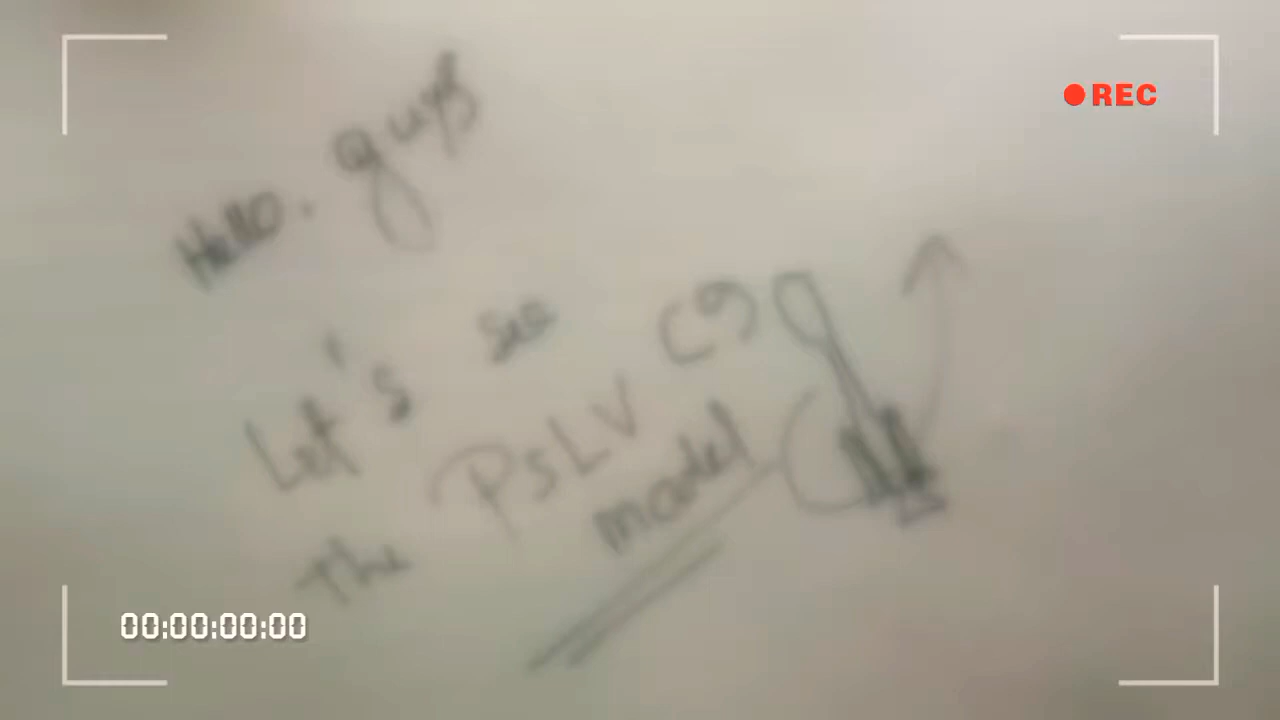 REC
Hello. guys
Let's see
the PSLV C9
model
00:00:00:00